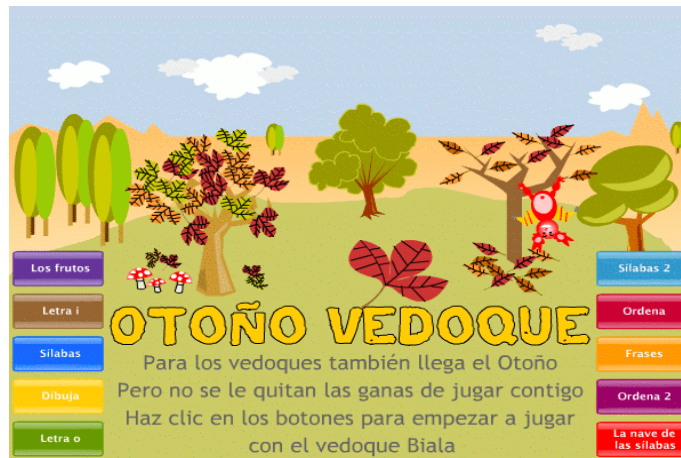 Los frutos
Letra i
Sílabas
Dibuja
Letra o
OTOÑO VEDOQUE
Para los vedoques también llega el Otoño
Pero no se le quitan las ganas de jugar contigo
Haz clic en los botones para empezar a jugar
con el vedoque Biala
Sílabas 2
Ordena
Frases
Ordena 2
La nave de
las sílabas